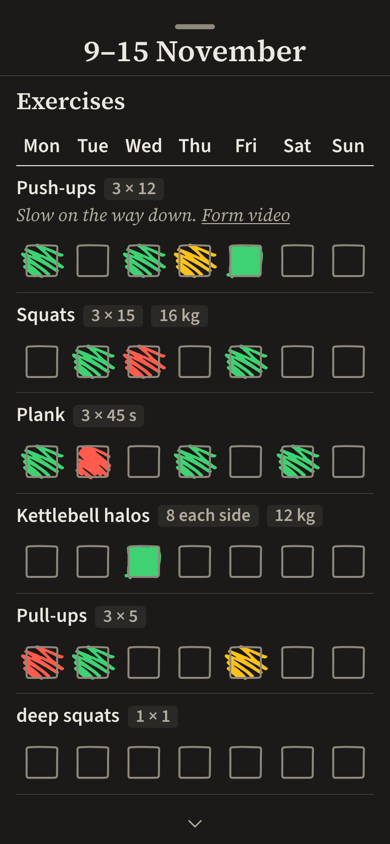 9–15 November
Exercises
Mon Tue Wed Thu Fri Sat Sun
Push-ups 3 × 12
Slow on the way down. Form video
Squats 3 × 15 16 kg
Plank 3 × 45 s
Kettlebell halos 8 each side 12 kg
Pull-ups 3 × 5
deep squats 1 × 1